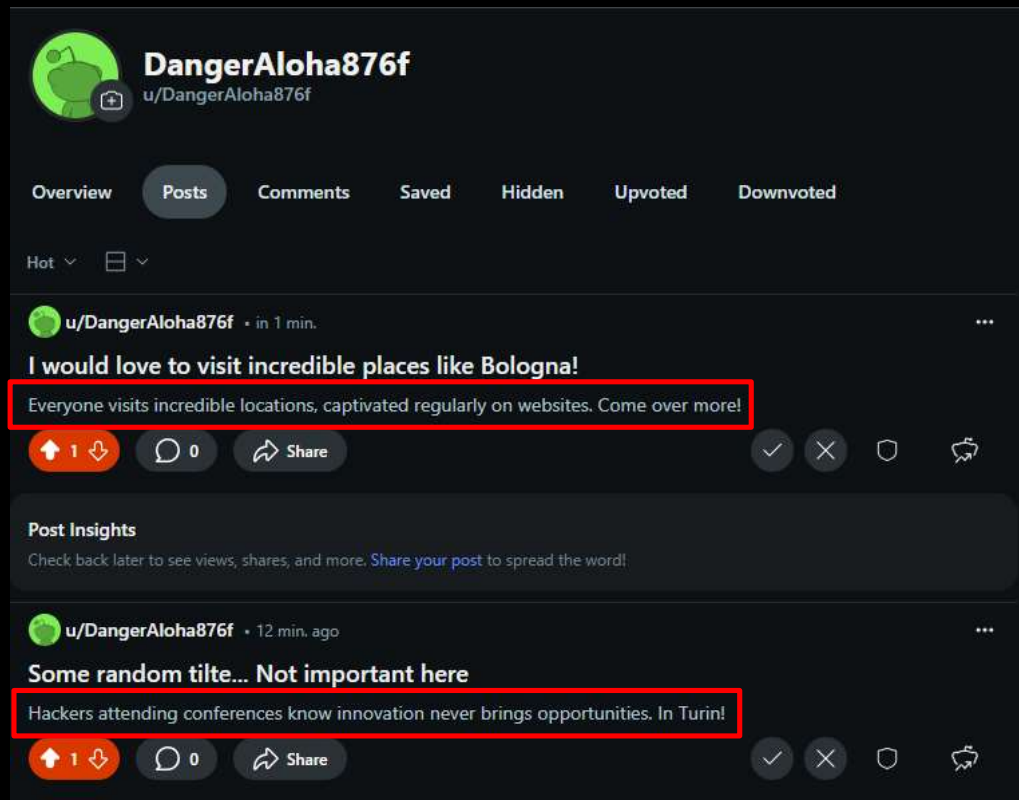 DangerAloha876f
u/DangerAloha876f
Overview Posts Comments Saved Hidden Upvoted Downvoted
Hot
u/DangerAloha876f • in 1 min.
I would love to visit incredible places like Bologna!
Everyone visits incredible locations, captivated regularly on websites. Come over more!
1 0 Share
Post Insights
Check back later to see views, shares, and more. Share your post to spread the word!
u/DangerAloha876f • 12 min. ago
Some random tilte... Not important here
Hackers attending conferences know innovation never brings opportunities. In Turin!
1 0 Share